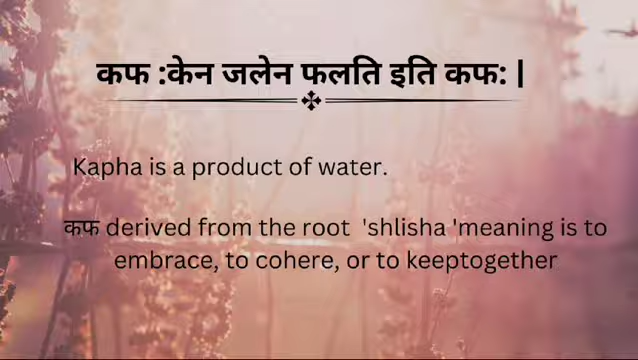 कफ :केन जलेन फलति इति कफ: |
Kapha is a product of water.
कफ derived from the root 'shlisha 'meaning is to
embrace, to cohere, or to keeptogether